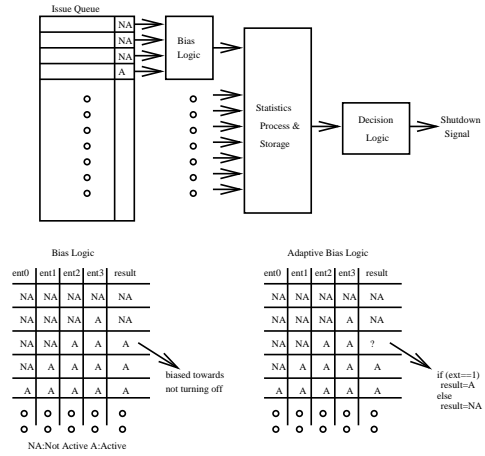 Issue Queue
NA
NA
NA
A
Bias
Logic
Statistics
Process &
Storage
Decision
Logic
Shutdown
Signal
Bias Logic
ent0 ent1 ent2 ent3 result
NA NA NA NA NA
NA NA NA A NA
NA NA A A A
NA A A A A
A A A A A
biased towards
not turning off
NA:Not Active A:Active
Adaptive Bias Logic
ent0 ent1 ent2 ent3 result
NA NA NA NA NA
NA NA NA A NA
NA NA A A ?
NA A A A A
A A A A A
if (ext==1)
result=A
else
result=NA